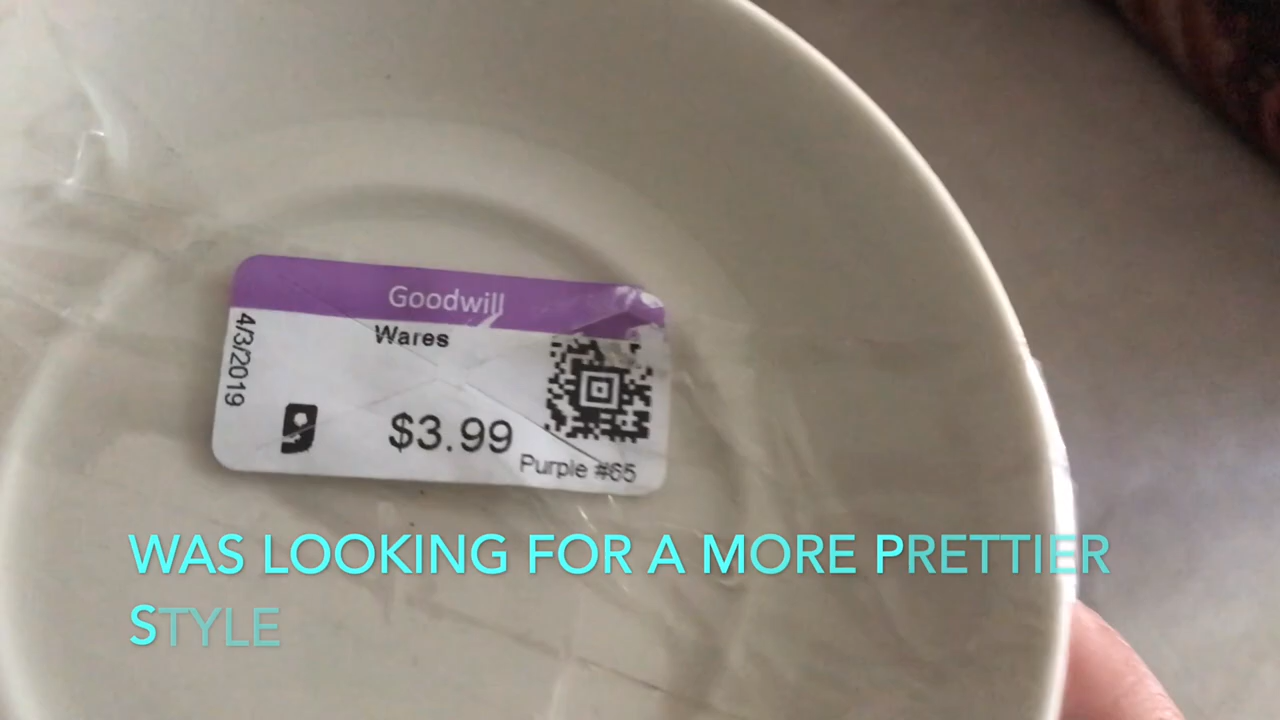 Goodwill
Wares
4/3/2019
$3.99
Purple #65
WAS LOOKING FOR A MORE PRETTIER
STYLE